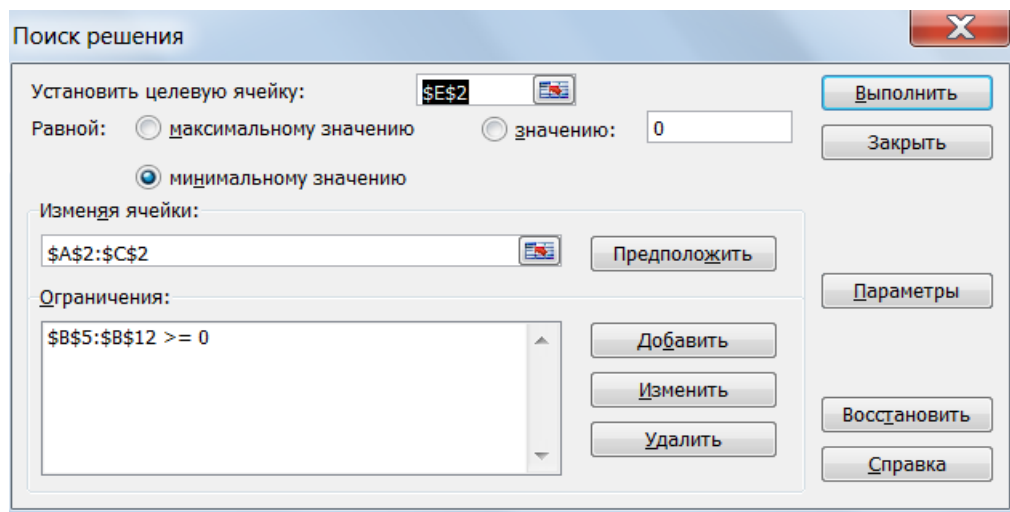 Поиск решения
Установить целевую ячейку: $E$2 Выполнить
Равной: максимальному значению значению: 0 Закрыть
минимальному значению
Изменяя ячейки:
$A$2:$C$2 Предположить
Ограничения: Параметры
$B$5:$B$12 >= 0 Добавить
Изменить
Восстановить
Удалить
Справка